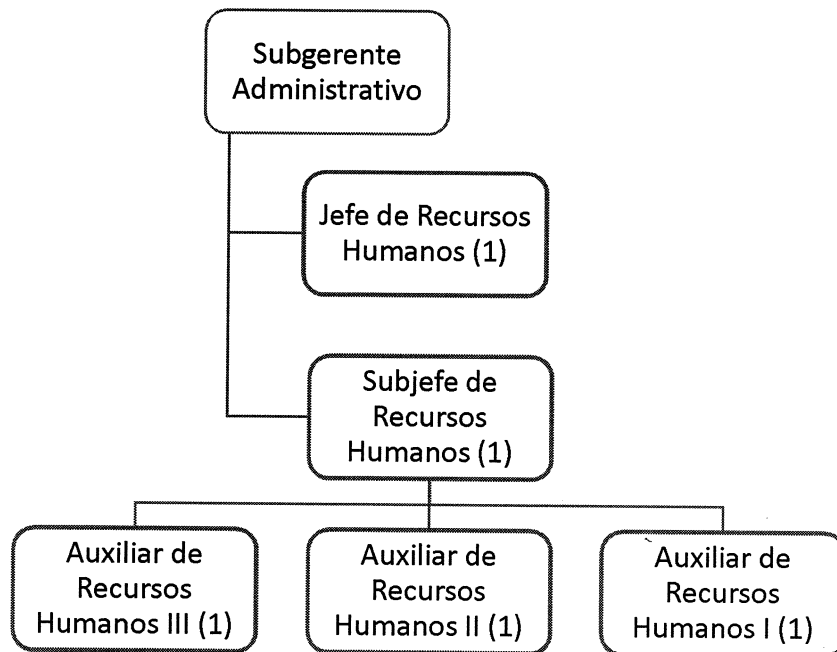 Subgerente
Administrativo
Jefe de Recursos
Humanos (1)
Subjefe de
Recursos
Humanos (1)
Auxiliar de
Recursos
Humanos III (1)
Auxiliar de
Recursos
Humanos II (1)
Auxiliar de
Recursos
Humanos I (1)